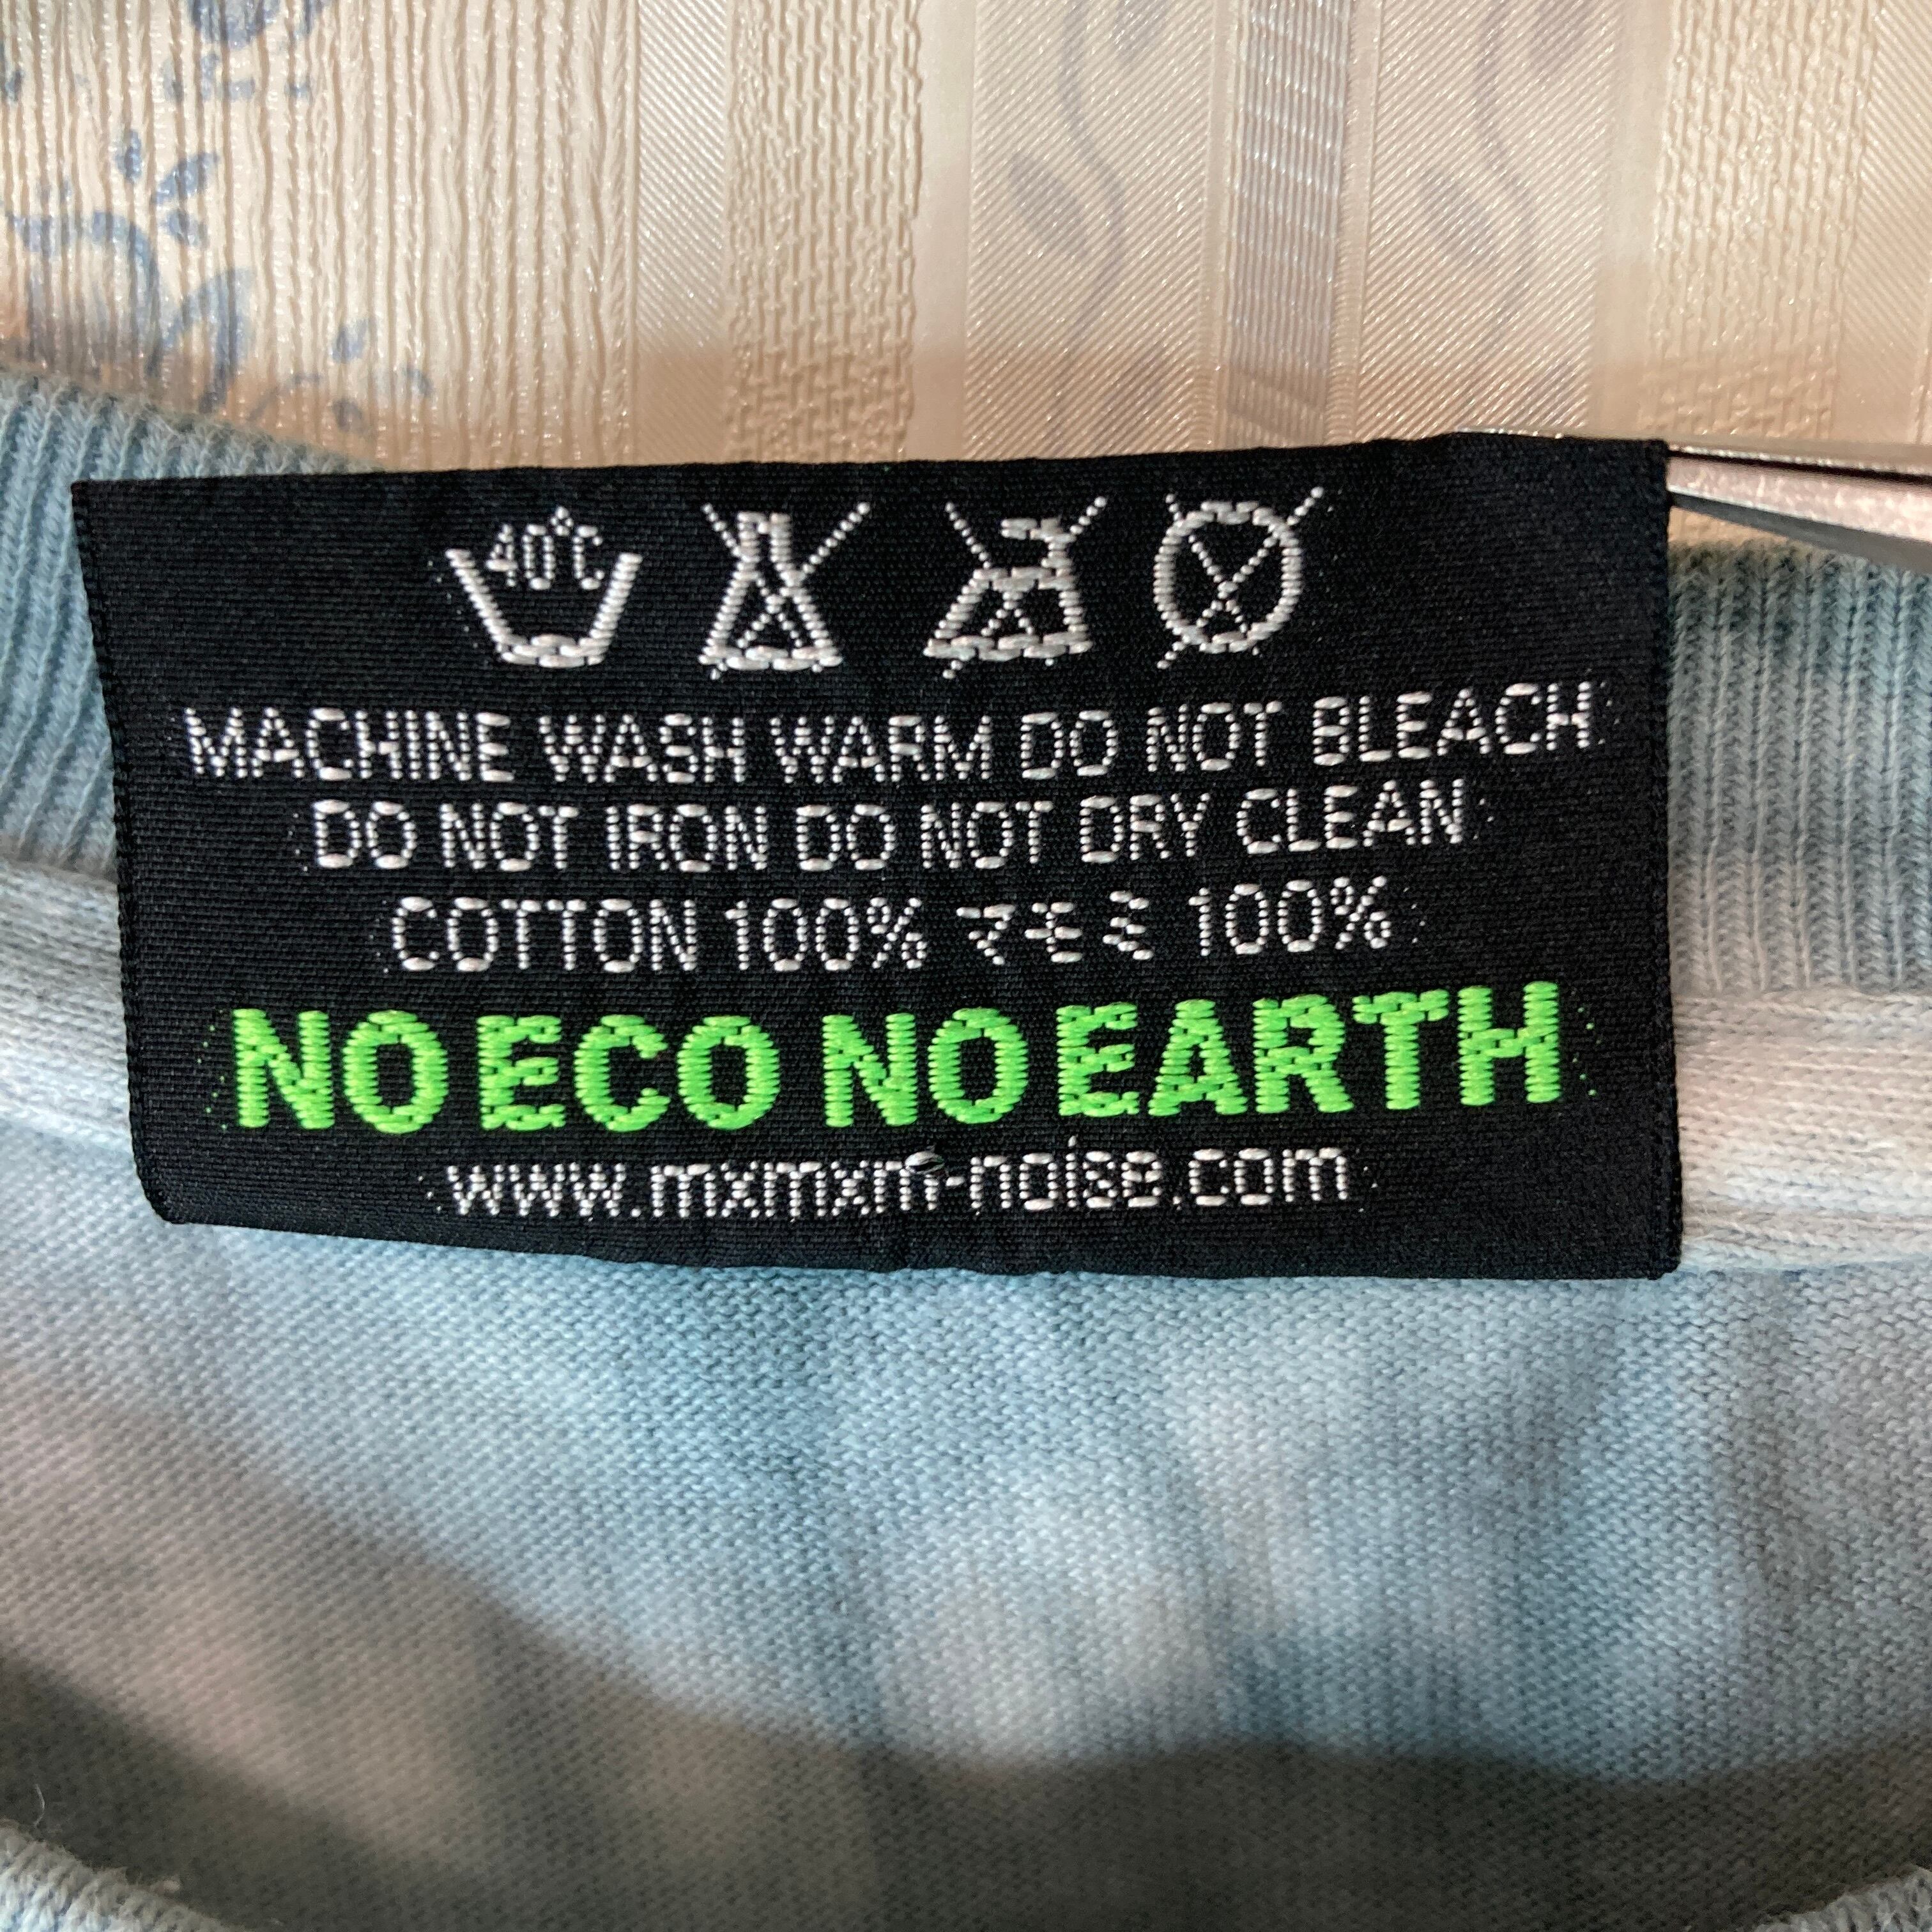 40°C
MACHINE WASH WARM DO NOT BLEACH
DO NOT IRON DO NOT DRY CLEAN
COTTON 100% マモミ 100%
NO ECO NO EARTH
www.mxmxm-noise.com